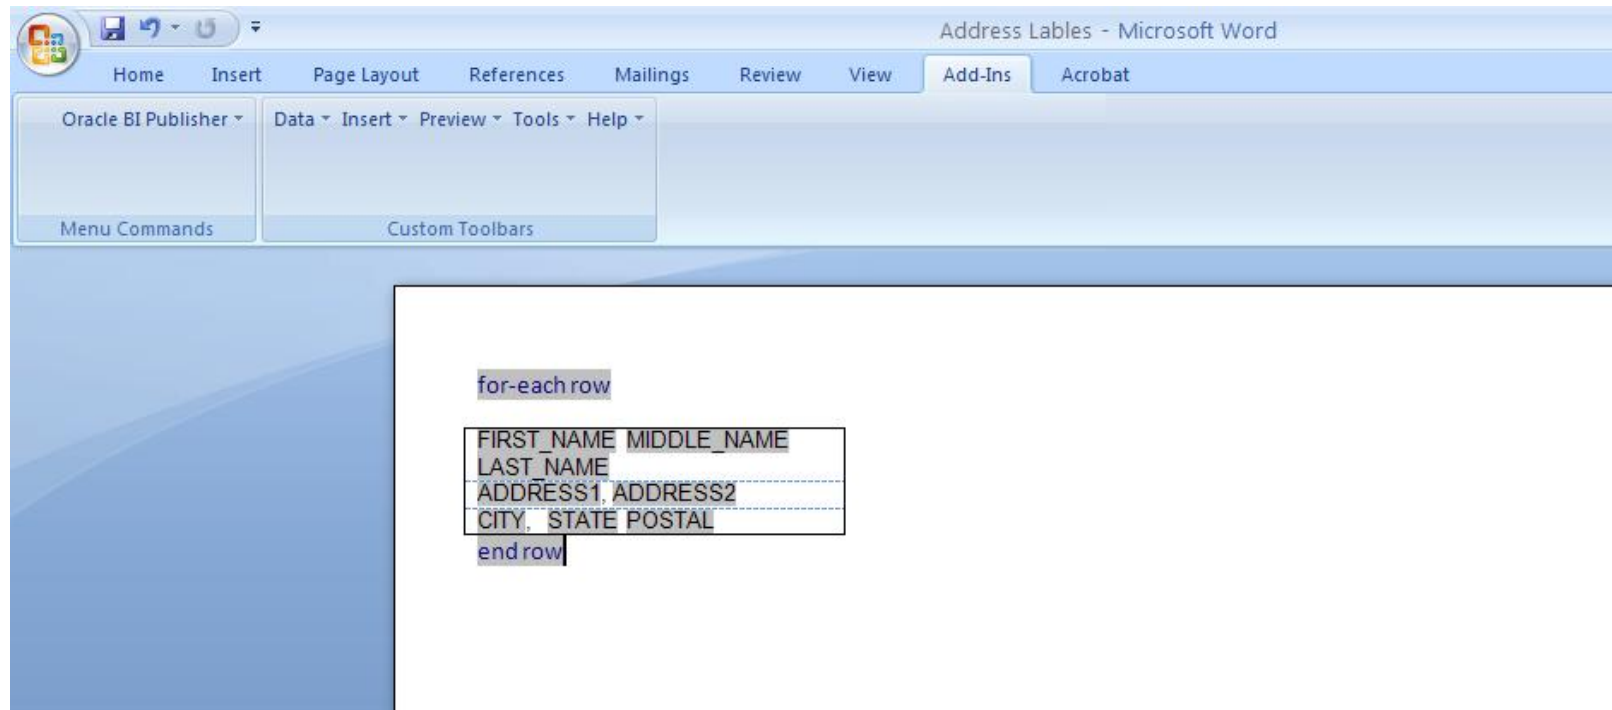 Address Lables - Microsoft Word
Home Insert Page Layout References Mailings Review View Add-Ins Acrobat
Oracle BI Publisher Data Insert Preview Tools Help
Menu Commands Custom Toolbars
for-each row
FIRST_NAME MIDDLE_NAME
LAST_NAME
ADDRESS1, ADDRESS2
CITY, STATE POSTAL
end row